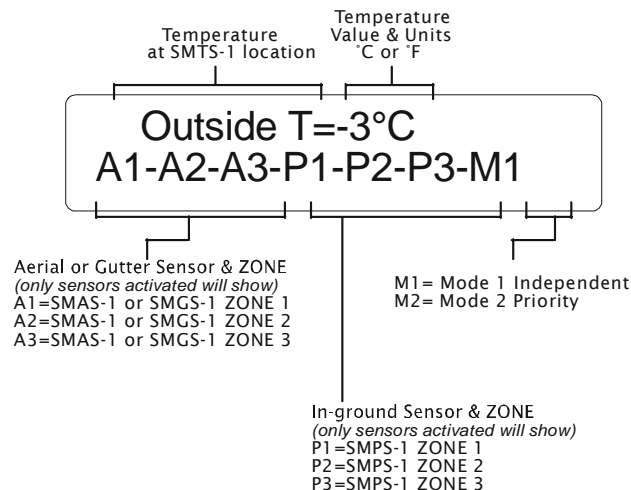 Temperature
at SMTS-1 location
Temperature
Value & Units
°C or °F
Outside T=-3°C
A1-A2-A3-P1-P2-P3-M1
Aerial or Gutter Sensor & ZONE
(only sensors activated will show)
A1=SMAS-1 or SMGS-1 ZONE 1
A2=SMAS-1 or SMGS-1 ZONE 2
A3=SMAS-1 or SMGS-1 ZONE 3
M1= Mode 1 Independent
M2= Mode 2 Priority
In-ground Sensor & ZONE
(only sensors activated will show)
P1=SMPS-1 ZONE 1
P2=SMPS-1 ZONE 2
P3=SMPS-1 ZONE 3